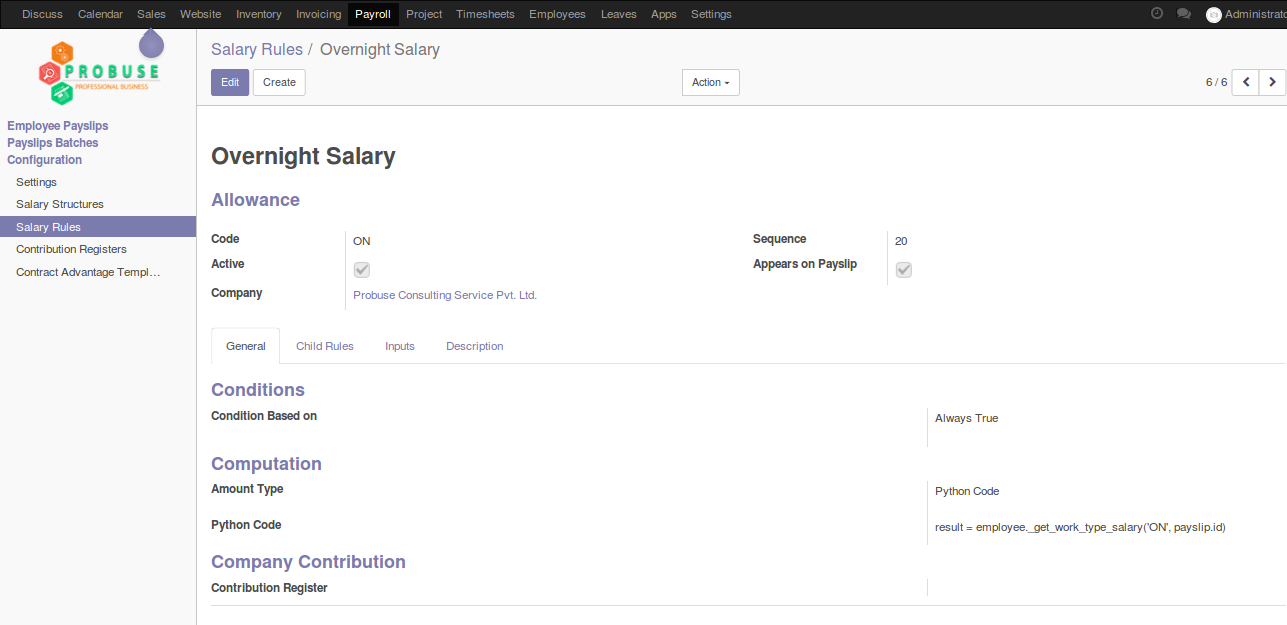 Discuss Calendar Sales Website Inventory Invoicing Payroll Project Timesheets Employees Leaves Apps Settings Administrato
PROBUSE
PROFESSIONAL BUSINESS
Employee Payslips
Payslips Batches
Configuration
Settings
Salary Structures
Salary Rules
Contribution Registers
Contract Advantage Templ...
Salary Rules / Overnight Salary
Edit Create Action 6 / 6
Overnight Salary
Allowance
Code ON Sequence 20
Active Appears on Payslip
Company Probuse Consulting Service Pvt. Ltd.
General Child Rules Inputs Description
Conditions
Condition Based on Always True
Computation
Amount Type Python Code
Python Code result = employee._get_work_type_salary('ON', payslip.id)
Company Contribution
Contribution Register